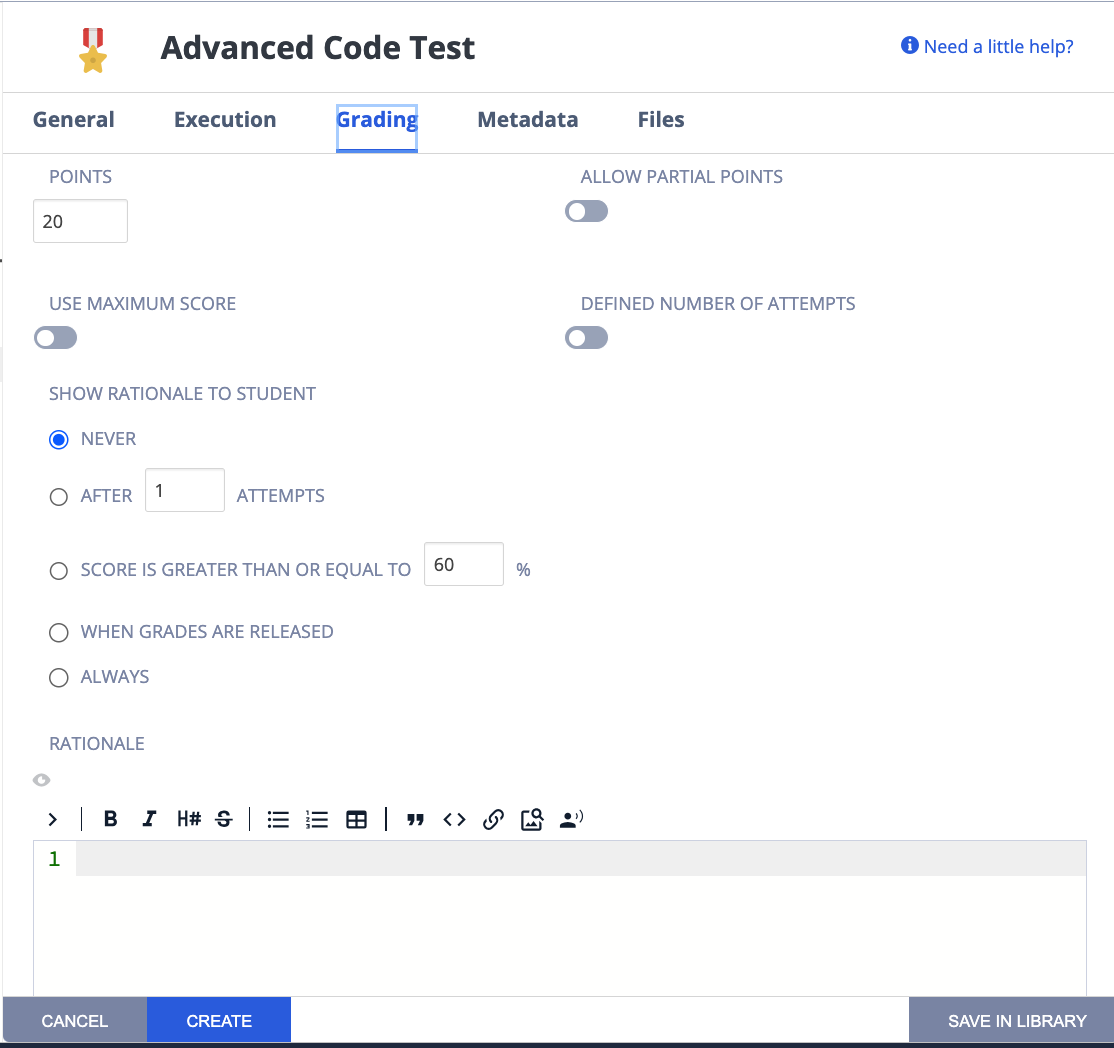 Advanced Code Test
Need a little help?
General Execution Grading Metadata Files
POINTS ALLOW PARTIAL POINTS
20
USE MAXIMUM SCORE DEFINED NUMBER OF ATTEMPTS
SHOW RATIONALE TO STUDENT
NEVER
AFTER 1 ATTEMPTS
SCORE IS GREATER THAN OR EQUAL TO 60 %
WHEN GRADES ARE RELEASED
ALWAYS
RATIONALE
B I H# S
1
CANCEL CREATE SAVE IN LIBRARY